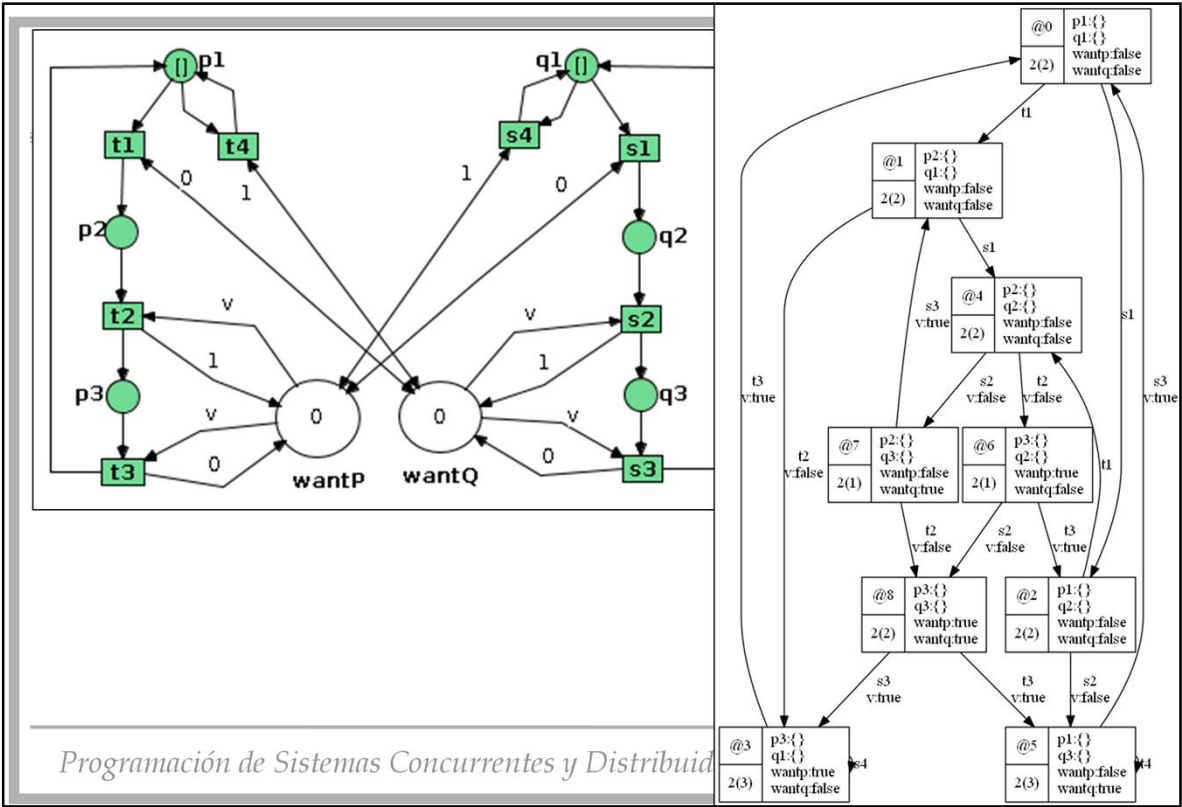 []
p1
q1
[]
t1
t4
s4
s1
0
1
1
0
p2
q2
t2
v
1
v
1
s2
p3
q3
v
0
0
0
v
0
t3
s3
wantP
wantQ
Programación de Sistemas Concurrentes y Distribuid
@0
2(2)
p1:{}
q1:{}
wantp:false
wantq:false
t1
@1
2(2)
p2:{}
q1:{}
wantp:false
wantq:false
s1
s1
@4
2(2)
p2:{}
q2:{}
wantp:false
wantq:false
s3
v:true
t3
v:true
s3
v:true
s2
v:false
t2
v:false
@7
2(1)
p2:{}
q3:{}
wantp:false
wantq:true
@6
2(1)
p3:{}
q2:{}
wantp:true
wantq:false
t1
t2
v:false
t2
v:false
s2
v:false
t3
v:true
@8
2(2)
p3:{}
q3:{}
wantp:true
wantq:true
@2
2(2)
p1:{}
q2:{}
wantp:false
wantq:false
s3
v:true
t3
v:true
s2
v:false
@3
2(3)
p3:{}
q1:{}
wantp:true
wantq:false
s4
@5
2(3)
p1:{}
q3:{}
wantp:false
wantq:true
t4